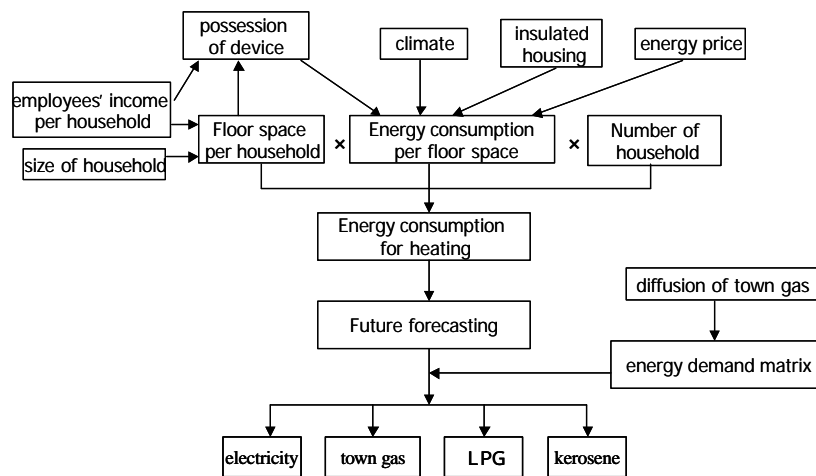 possession
of device
climate
insulated
housing
energy price
employees' income
per household
Floor space
per household
×
Energy consumption
per floor space
×
Number of
household
size of household
Energy consumption
for heating
diffusion of town gas
Future forecasting
energy demand matrix
electricity
town gas
LPG
kerosene